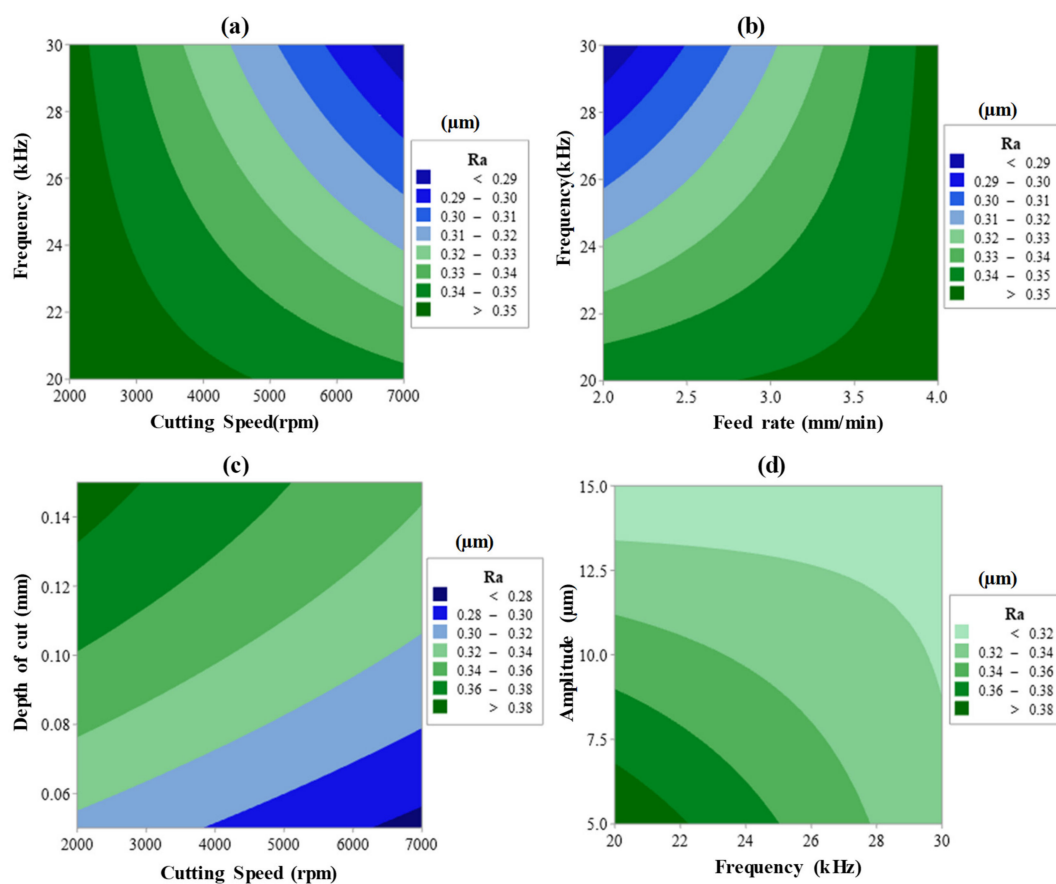 (a)
30
28
26
24
22
20
2000 3000 4000 5000 6000 7000
Frequency (kHz)
Cutting Speed(rpm)
(μm)
Ra
< 0.29
0.29 – 0.30
0.30 – 0.31
0.31 – 0.32
0.32 – 0.33
0.33 – 0.34
0.34 – 0.35
> 0.35
(b)
30
28
26
24
22
20
2.0 2.5 3.0 3.5 4.0
Frequency(kHz)
Feed rate (mm/min)
(μm)
Ra
< 0.29
0.29 – 0.30
0.30 – 0.31
0.31 – 0.32
0.32 – 0.33
0.33 – 0.34
0.34 – 0.35
> 0.35
(c)
0.14
0.12
0.10
0.08
0.06
2000 3000 4000 5000 6000 7000
Depth of cut (mm)
Cutting Speed (rpm)
(μm)
Ra
< 0.28
0.28 – 0.30
0.30 – 0.32
0.32 – 0.34
0.34 – 0.36
0.36 – 0.38
> 0.38
(d)
15.0
12.5
10.0
7.5
5.0
20 22 24 26 28 30
Amplitude (μm)
Frequency (kHz)
(μm)
Ra
< 0.32
0.32 – 0.34
0.34 – 0.36
0.36 – 0.38
> 0.38